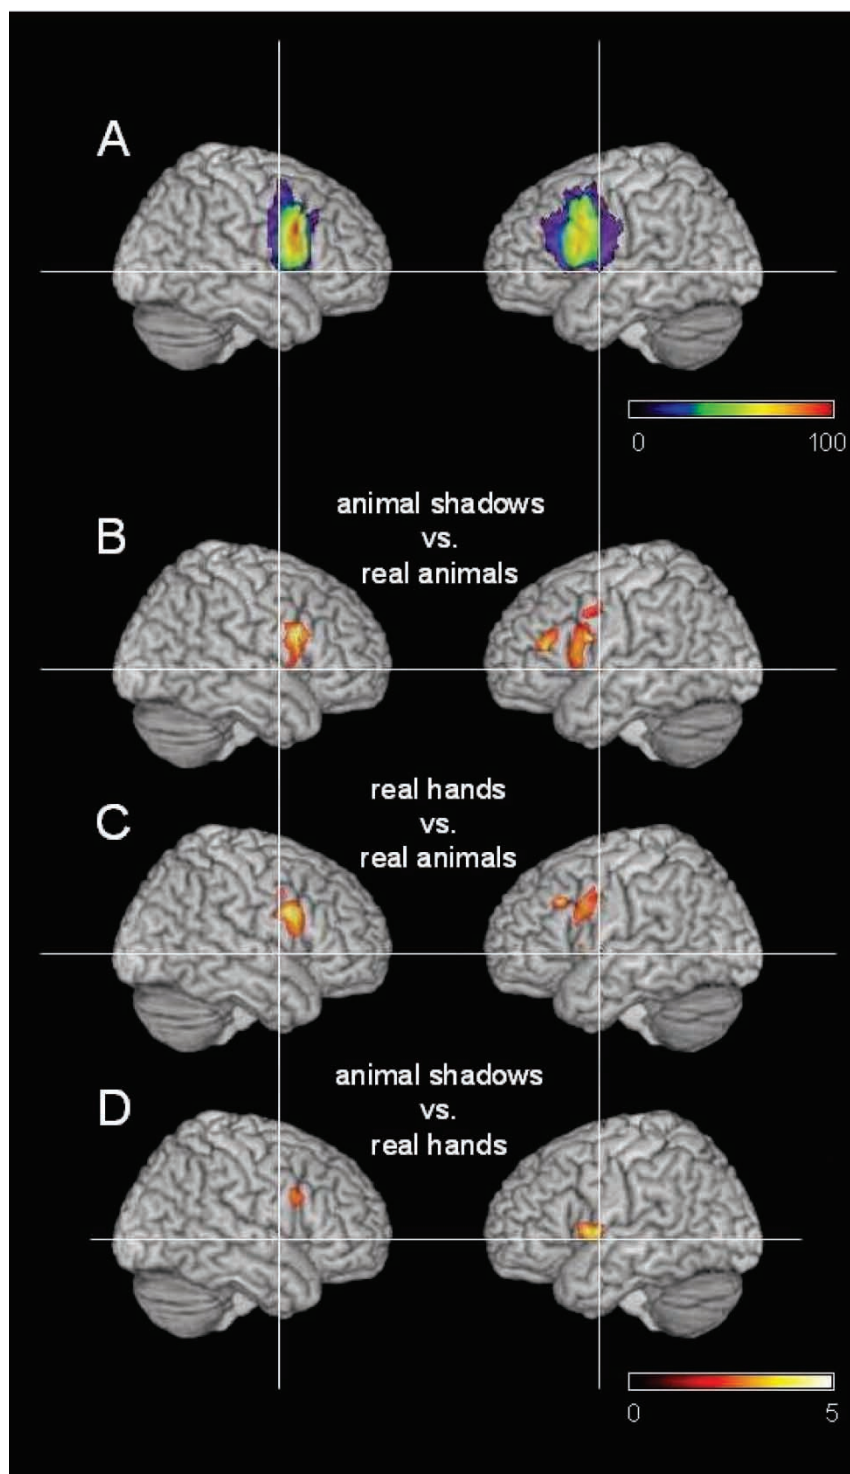 A
0 100
B
animal shadows
vs.
real animals
C
real hands
vs.
real animals
D
animal shadows
vs.
real hands
0 5